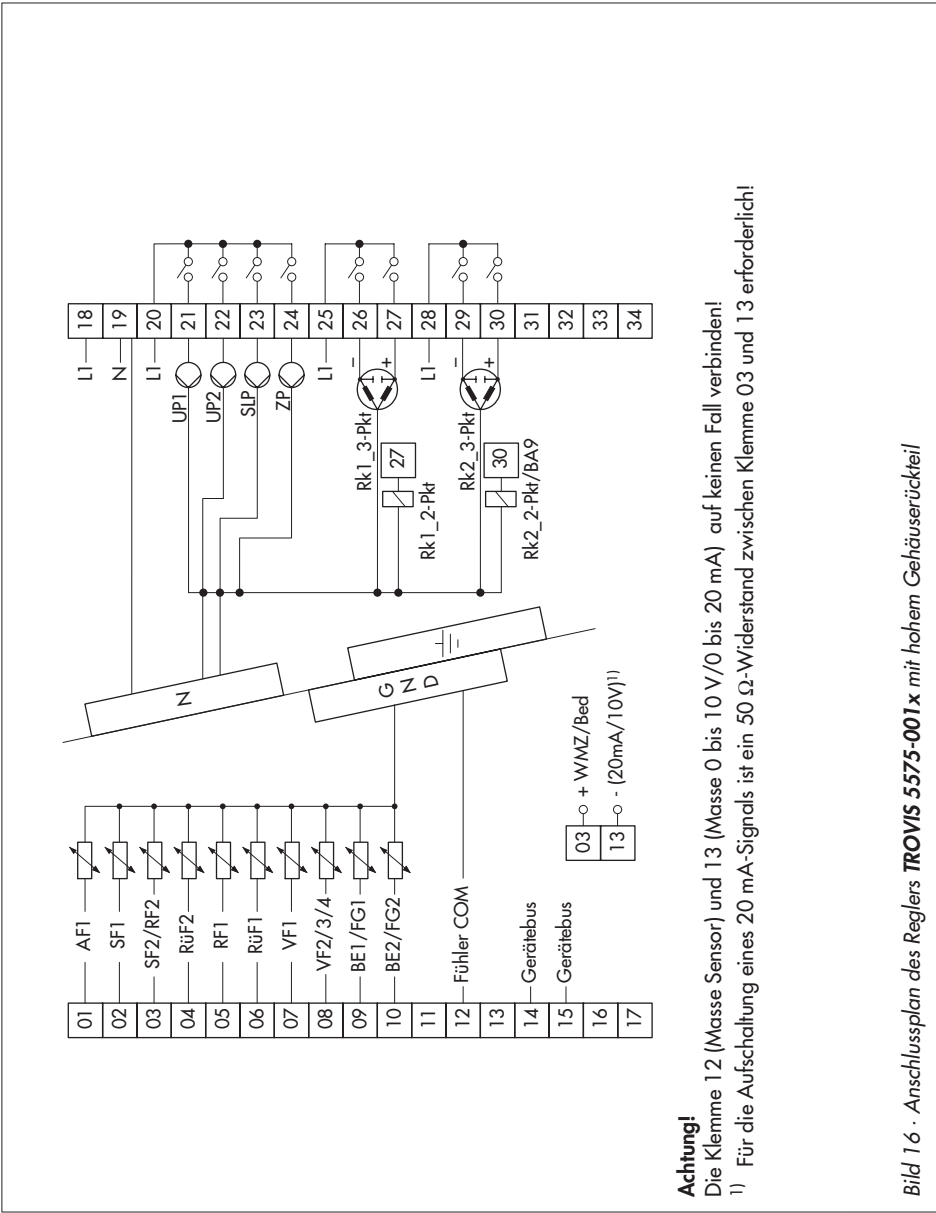 01
AF1
02
SF1
03
SF2/RF2
04
RüF2
05
RF1
06
RüF1
07
VF1
08
VF2/3/4
09
BE1/FG1
10
BE2/FG2
11
12
Fühler COM
13
14
Gerätebus
15
Gerätebus
16
17
N
GND
03
+ WMZ/Bed
13
- (20mA/10V)1)
L1
18
N
19
L1
20
UP1
21
UP2
22
SLP
23
ZP
24
L1
25
Rk1_3-Pkt
–
26
+
27
Rk1_2-Pkt
27
L1
28
Rk2_3-Pkt
–
29
+
30
Rk2_2-Pkt/BA9
30
31
32
33
34
Achtung!
Die Klemme 12 (Masse Sensor) und 13 (Masse 0 bis 10 V/0 bis 20 mA) auf keinen Fall verbinden!
1) Für die Aufschaltung eines 20 mA-Signals ist ein 50 Ω-Widerstand zwischen Klemme 03 und 13 erforderlich!
Bild 16 · Anschlussplan des Reglers TROVIS 5575-001x mit hohem Gehäuserückteil